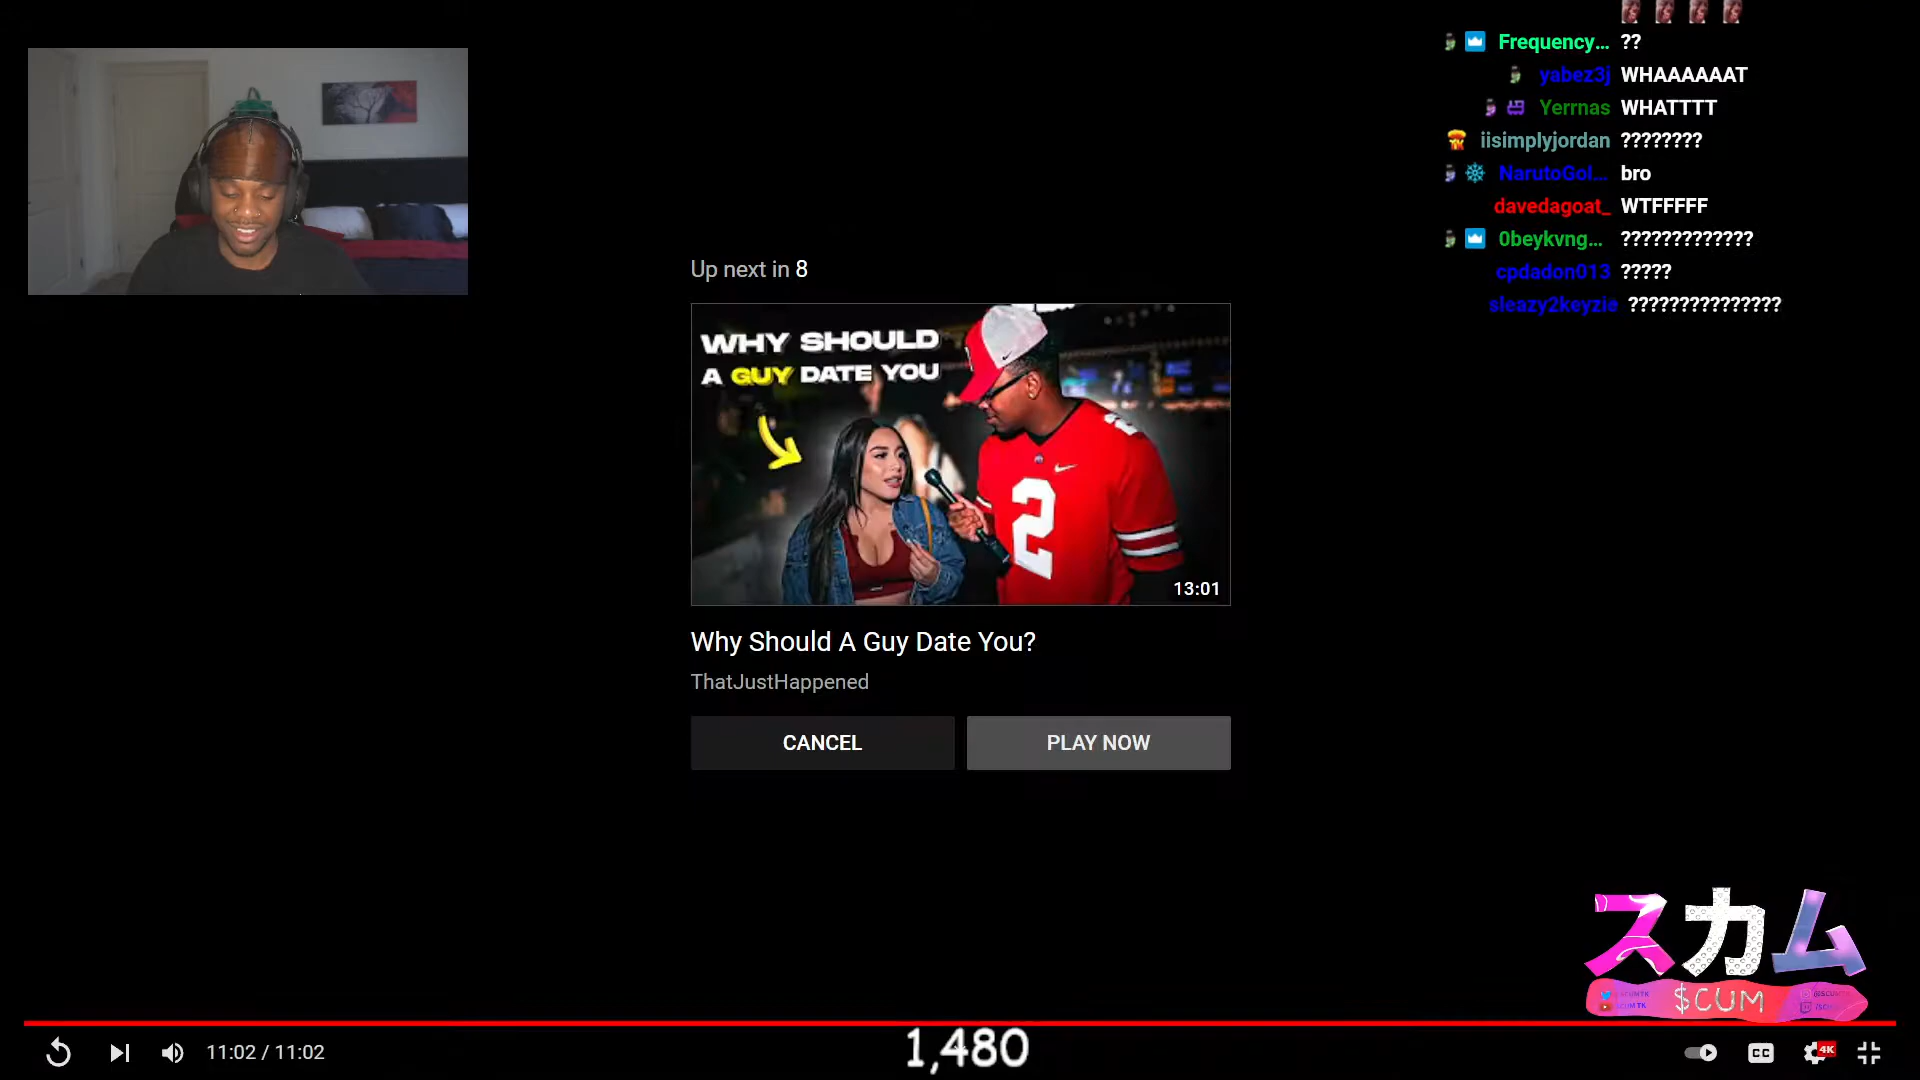 Frequency... ??
yabez3j WHAAAAAAT
Yerrnas WHATTTT
iisimplyjordan ????????
NarutoGol... bro
davedagoat_ WTFFFFF
0beykvng... ?????????????
cpdadon013 ?????
sleazy2keyzie ???????????????
Up next in 8
WHY SHOULD
A GUY DATE YOU
2
13:01
Why Should A Guy Date You?
ThatJustHappened
CANCEL
PLAY NOW
スカム
$CUM
11:02 / 11:02
1,480
CC
4K